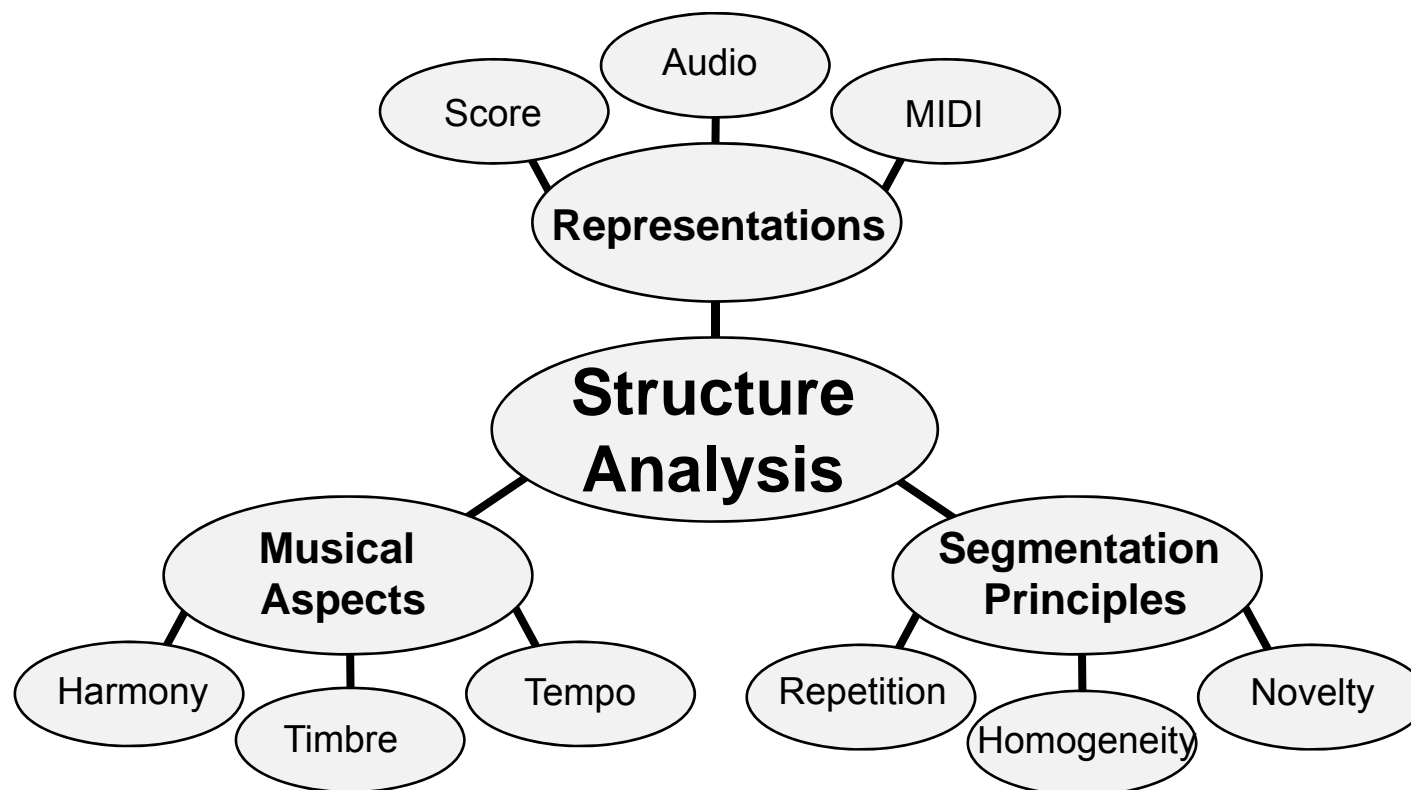 Audio
Score
MIDI
Representations
Structure
Analysis
Musical
Aspects
Segmentation
Principles
Harmony
Timbre
Tempo
Repetition
Homogeneity
Novelty